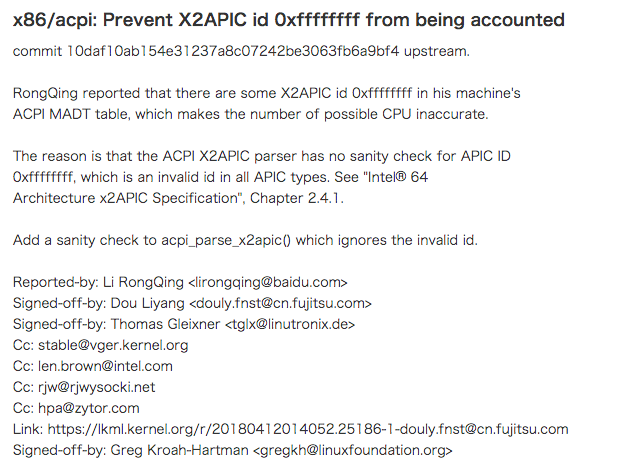 x86/acpi: Prevent X2APIC id 0xffffffff from being accounted
commit 10daf10ab154e31237a8c07242be3063fb6a9bf4 upstream.
RongQing reported that there are some X2APIC id 0xffffffff in his machine's
ACPI MADT table, which makes the number of possible CPU inaccurate.
The reason is that the ACPI X2APIC parser has no sanity check for APIC ID
0xffffffff, which is an invalid id in all APIC types. See "Intel® 64
Architecture x2APIC Specification", Chapter 2.4.1.
Add a sanity check to acpi_parse_x2apic() which ignores the invalid id.
Reported-by: Li RongQing <lirongqing@baidu.com>
Signed-off-by: Dou Liyang <douly.fnst@cn.fujitsu.com>
Signed-off-by: Thomas Gleixner <tglx@linutronix.de>
Cc: stable@vger.kernel.org
Cc: len.brown@intel.com
Cc: rjw@rjwysocki.net
Cc: hpa@zytor.com
Link: https://lkml.kernel.org/r/20180412014052.25186-1-douly.fnst@cn.fujitsu.com
Signed-off-by: Greg Kroah-Hartman <gregkh@linuxfoundation.org>